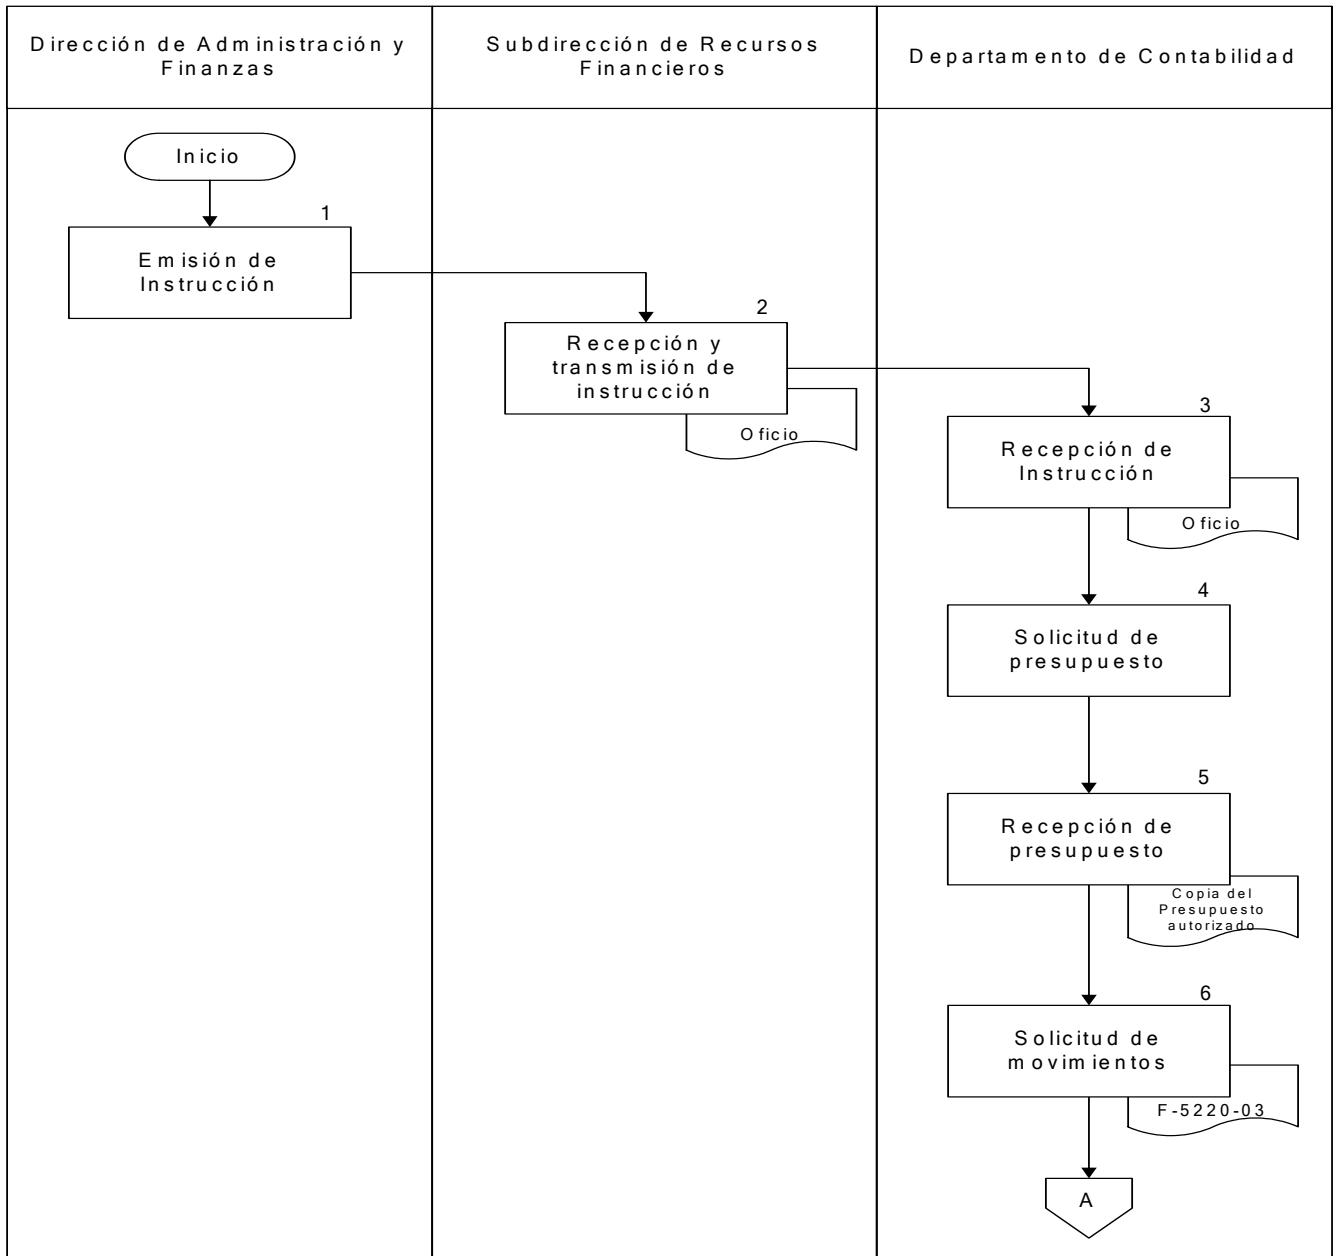 Dirección de Administración y
Finanzas
Subdirección de Recursos
Financieros
Departamento de Contabilidad
Inicio
1
Emisión de
Instrucción
2
Recepción y
transmisión de
instrucción
Oficio
3
Recepción de
Instrucción
Oficio
4
Solicitud de
presupuesto
5
Recepción de
presupuesto
Copia del
Presupuesto
autorizado
6
Solicitud de
movimientos
F-5220-03
A